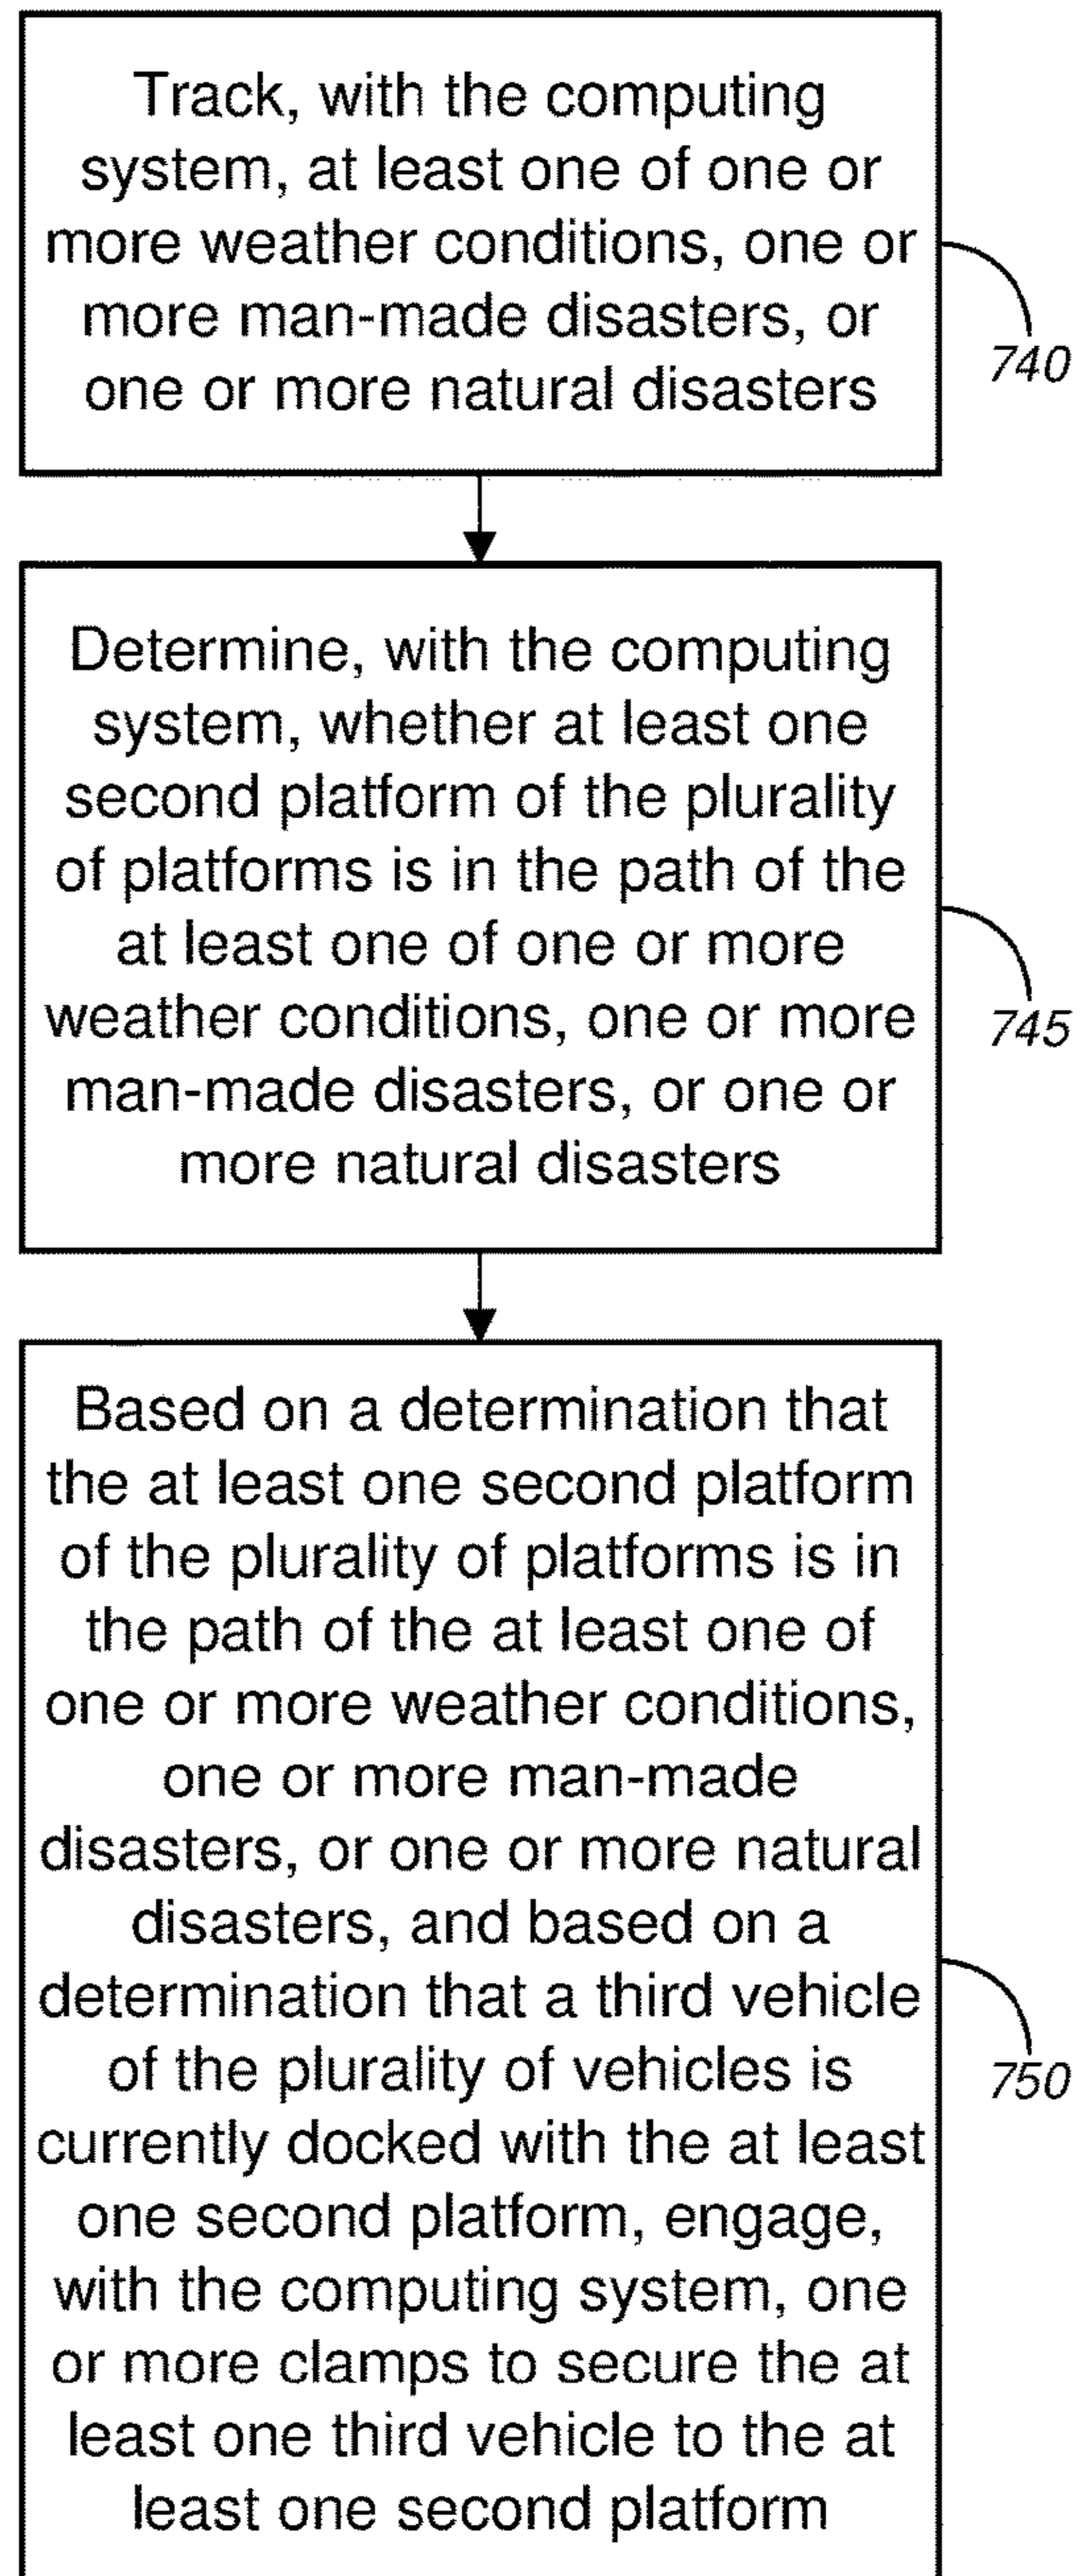 Track, with the computing
system, at least one of one or
more weather conditions, one or
more man-made disasters, or
one or more natural disasters
740
Determine, with the computing
system, whether at least one
second platform of the plurality
of platforms is in the path of the
at least one of one or more
weather conditions, one or more
man-made disasters, or one or
more natural disasters
745
Based on a determination that
the at least one second platform
of the plurality of platforms is in
the path of the at least one of
one or more weather conditions,
one or more man-made
disasters, or one or more natural
disasters, and based on a
determination that a third vehicle
of the plurality of vehicles is
currently docked with the at least
one second platform, engage,
with the computing system, one
or more clamps to secure the at
least one third vehicle to the at
least one second platform
750